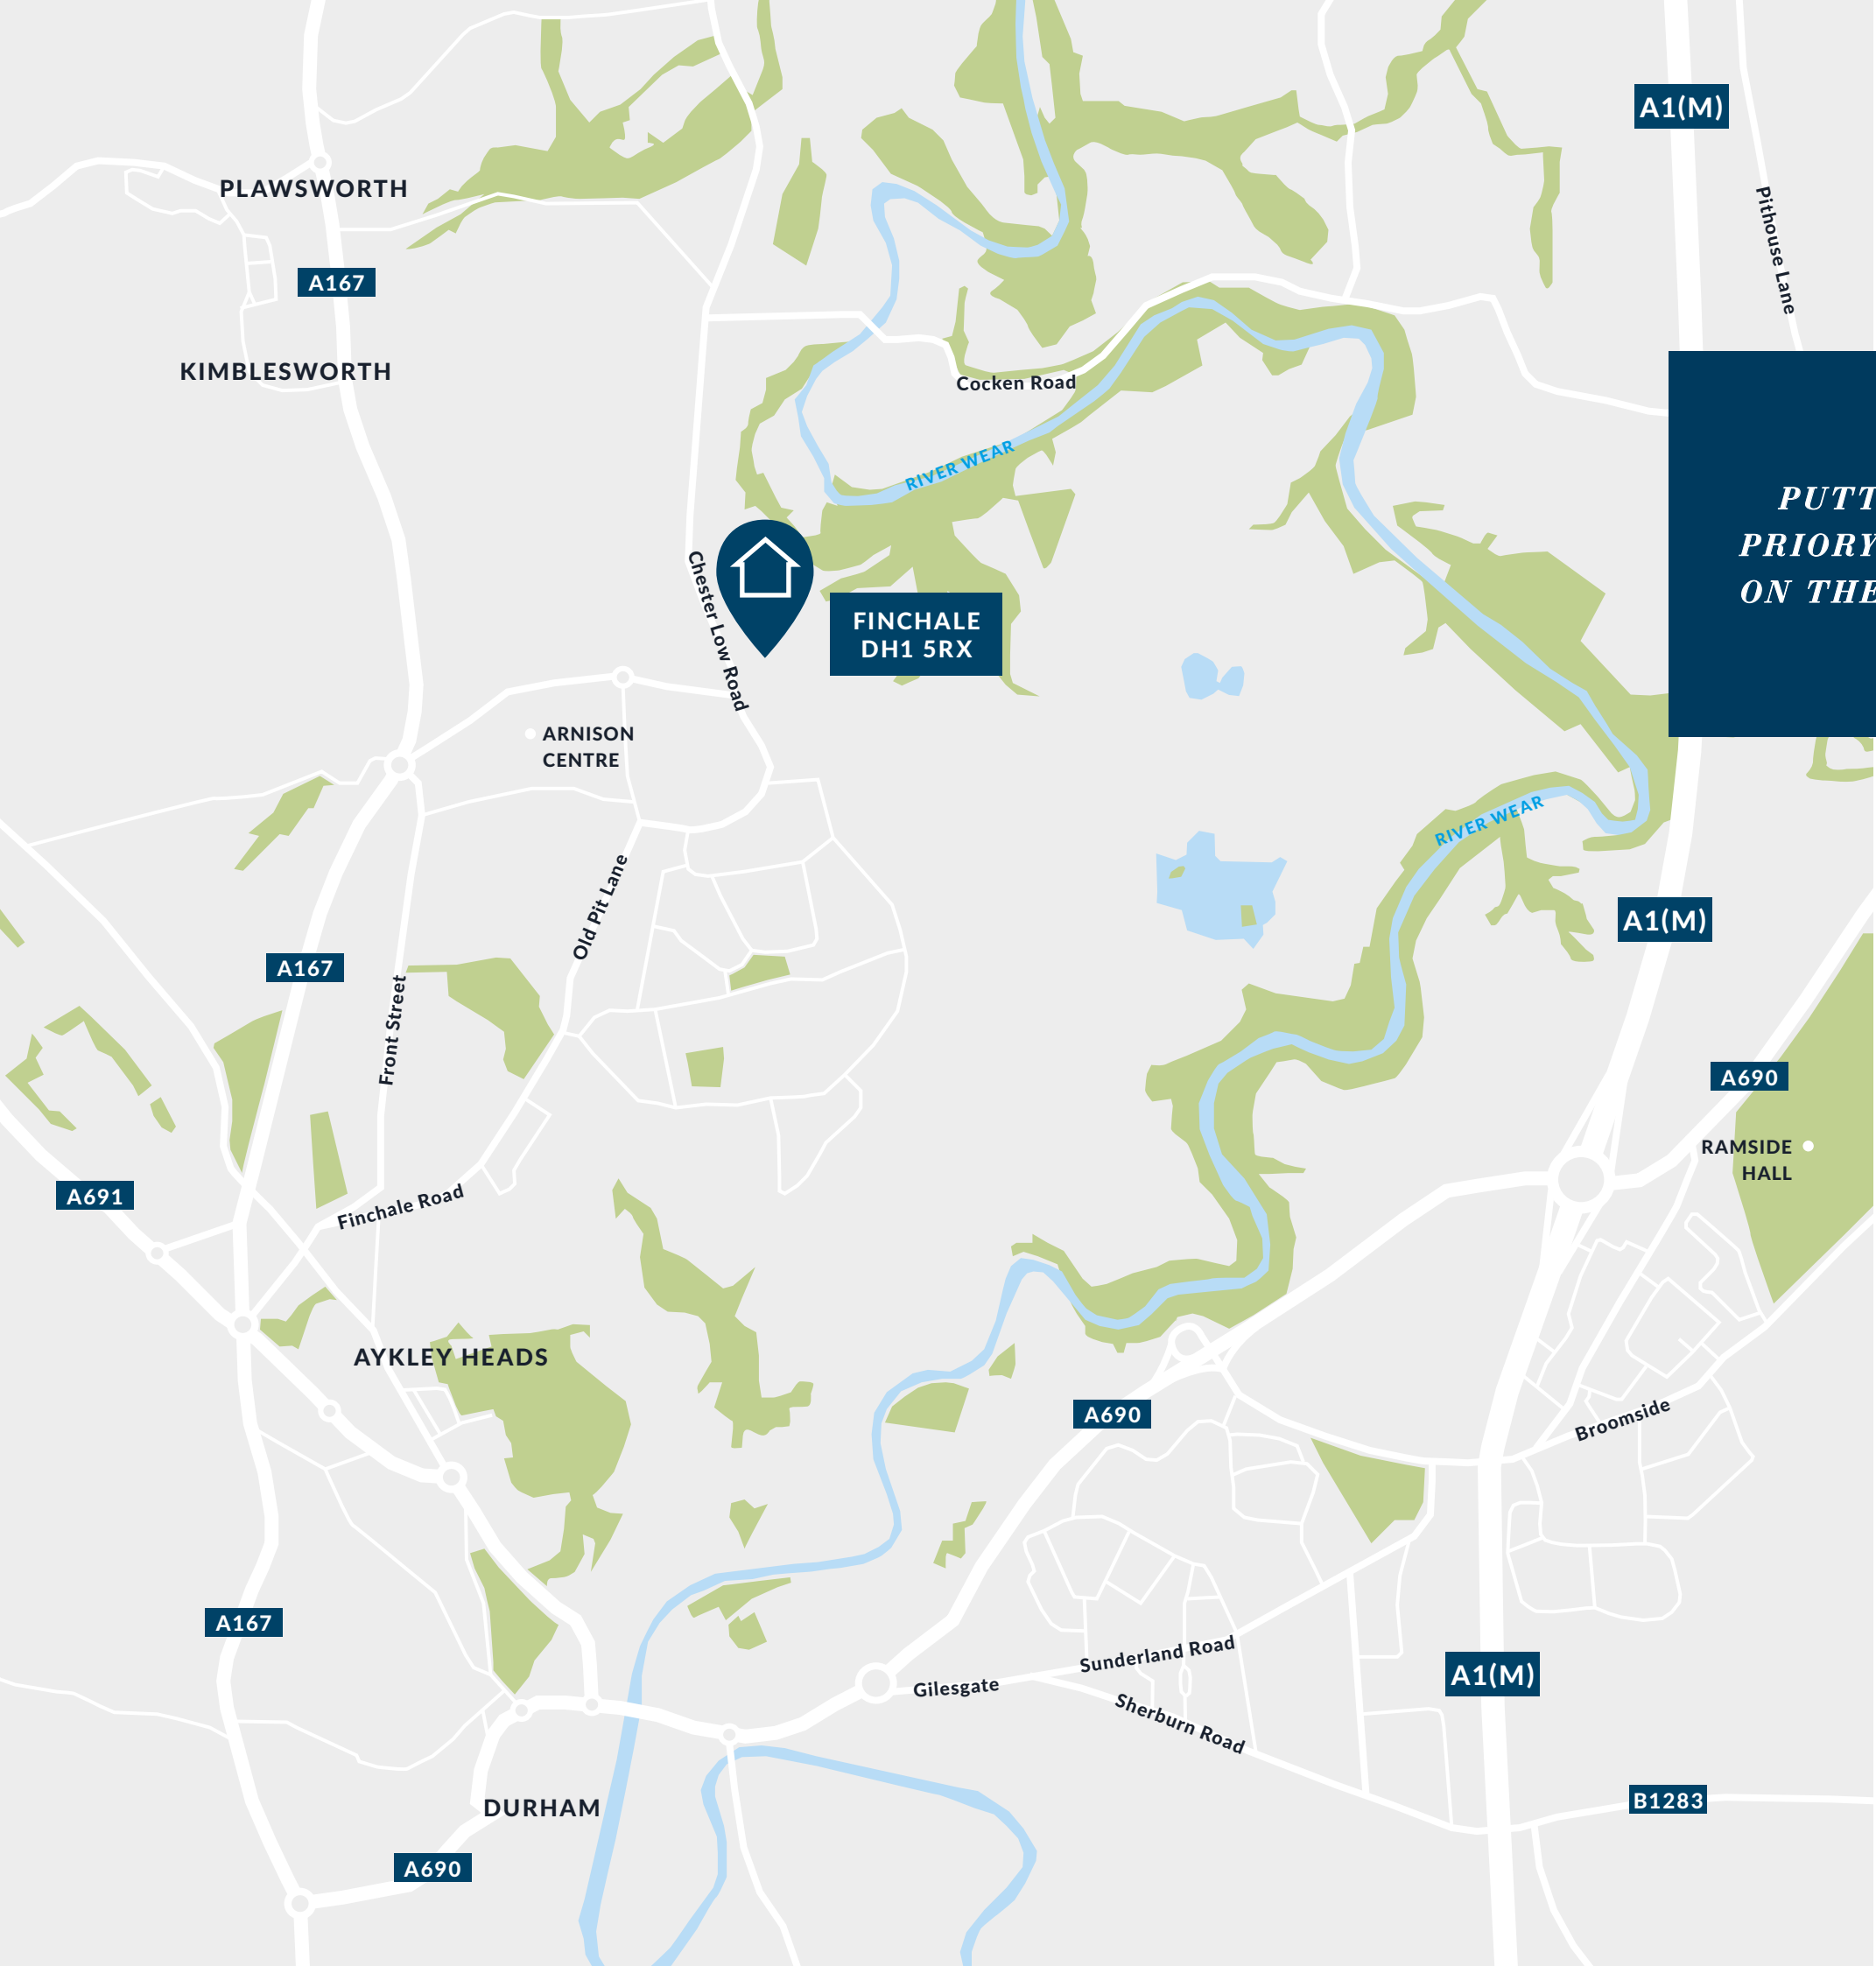 A1(M)
PLAWSWORTH
Pithouse Lane
A167
KIMBLESWORTH
Cocken Road
RIVER WEAR
PUTT
PRIORY
ON THE
Chester Low Road
FINCHALE
DH1 5RX
ARNISON
CENTRE
RIVER WEAR
Old Pit Lane
A1(M)
A167
Front Street
A690
RAMSIDE
HALL
A691
Finchale Road
AYKLEY HEADS
A690
Broomside
A167
Sunderland Road
A1(M)
Gilesgate
Sherburn Road
DURHAM
B1283
A690